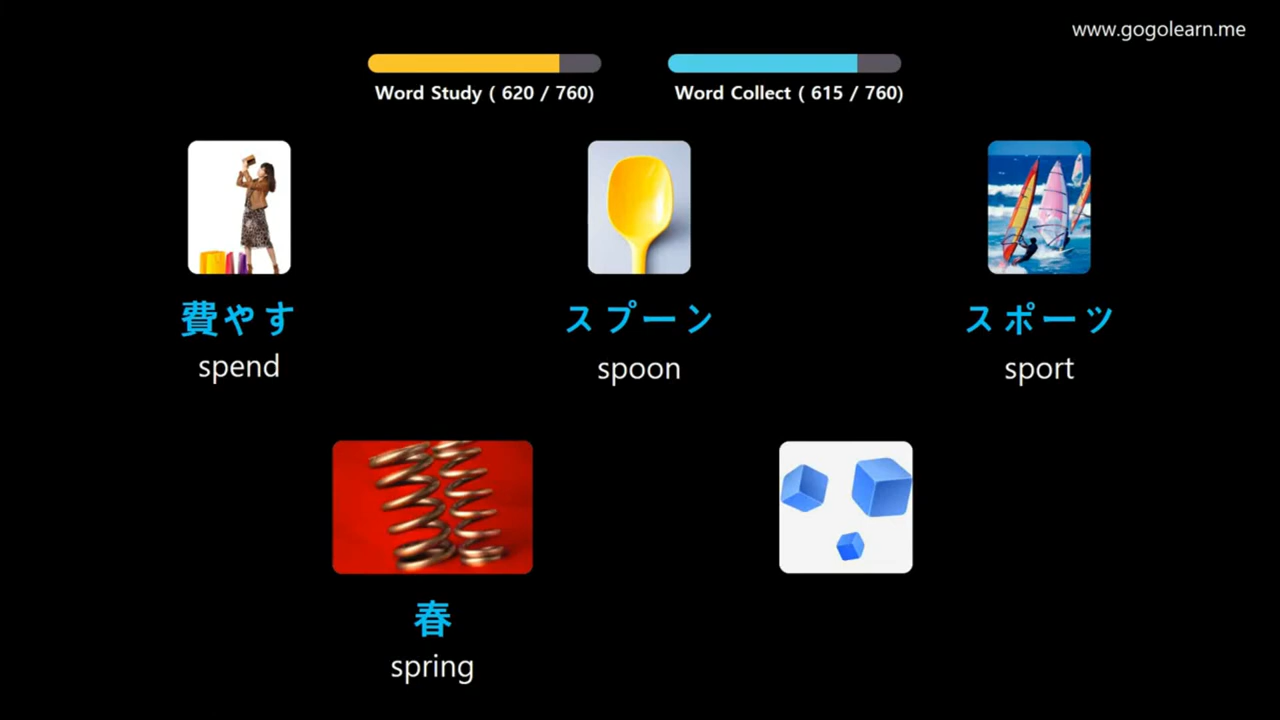 www.gogolearn.me
Word Study ( 620 / 760)
Word Collect ( 615 / 760)
費やす
spend
スプーン
spoon
スポーツ
sport
春
spring